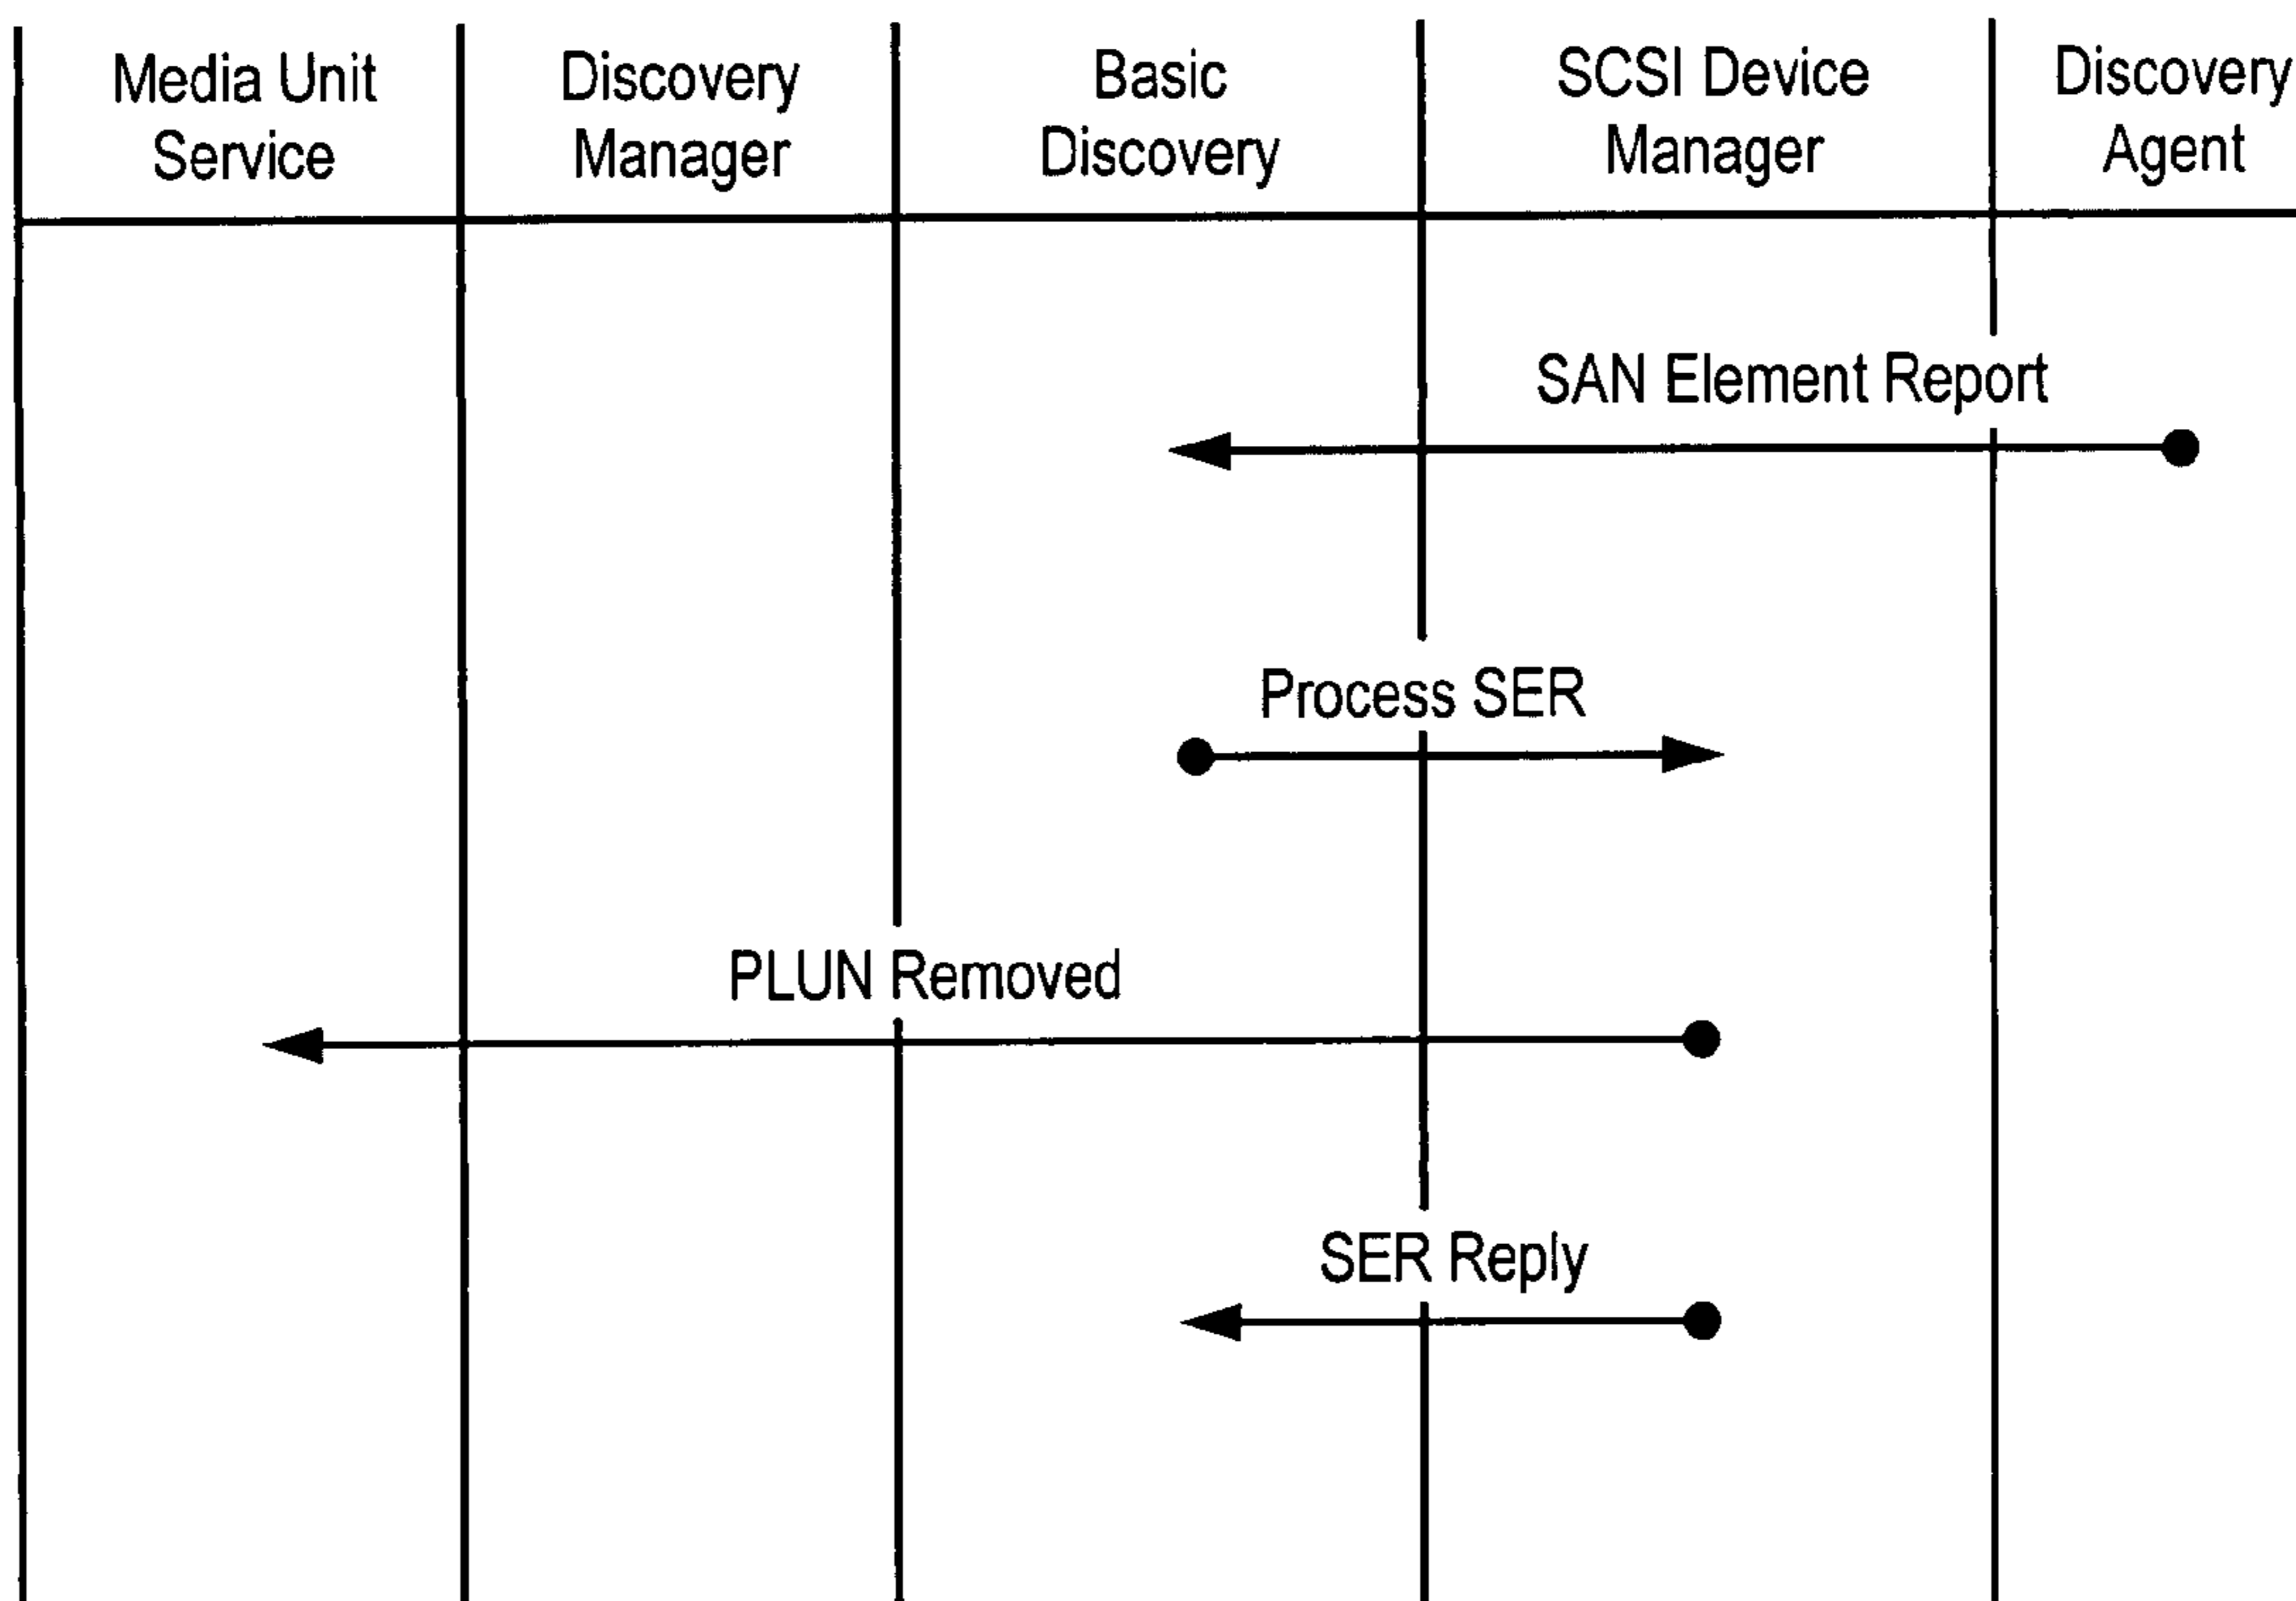 Media Unit
Service
Discovery
Manager
Basic
Discovery
SCSI Device
Manager
Discovery
Agent
SAN Element Report
Process SER
PLUN Removed
SER Reply